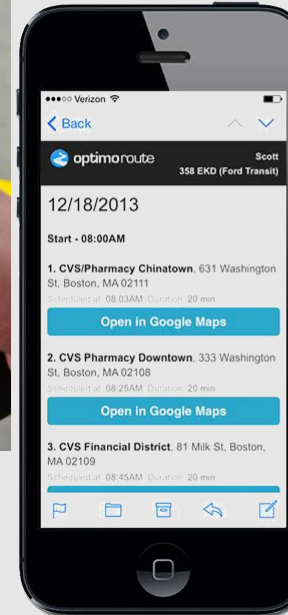 Verizon
Back
optimoroute
Scott
358 EKD (Ford Transit)
12/18/2013
Start - 08:00AM
1. CVS/Pharmacy Chinatown, 631 Washington
St, Boston, MA 02111
Scheduled at 08.03AM Duration 20 min
Open in Google Maps
2. CVS Pharmacy Downtown, 333 Washington
St, Boston, MA 02108
Scheduled at 08:25AM Duration 20 min
Open in Google Maps
3. CVS Financial District, 81 Milk St, Boston,
MA 02109
Scheduled at 08:45AM Duration 20 min